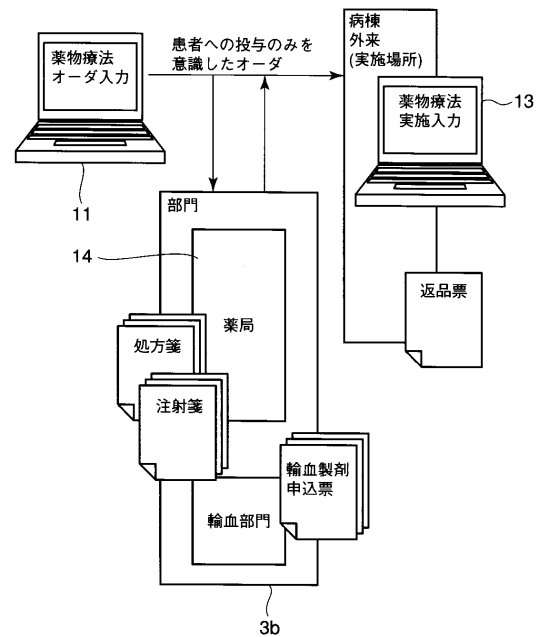 薬物療法
オーダ入力
11
患者への投与のみを
意識したオーダ
病棟
外来
(実施場所)
薬物療法
実施入力
13
部門
14
薬局
処方箋
注射箋
返品票
輸血製剤
申込票
輸血部門
3b